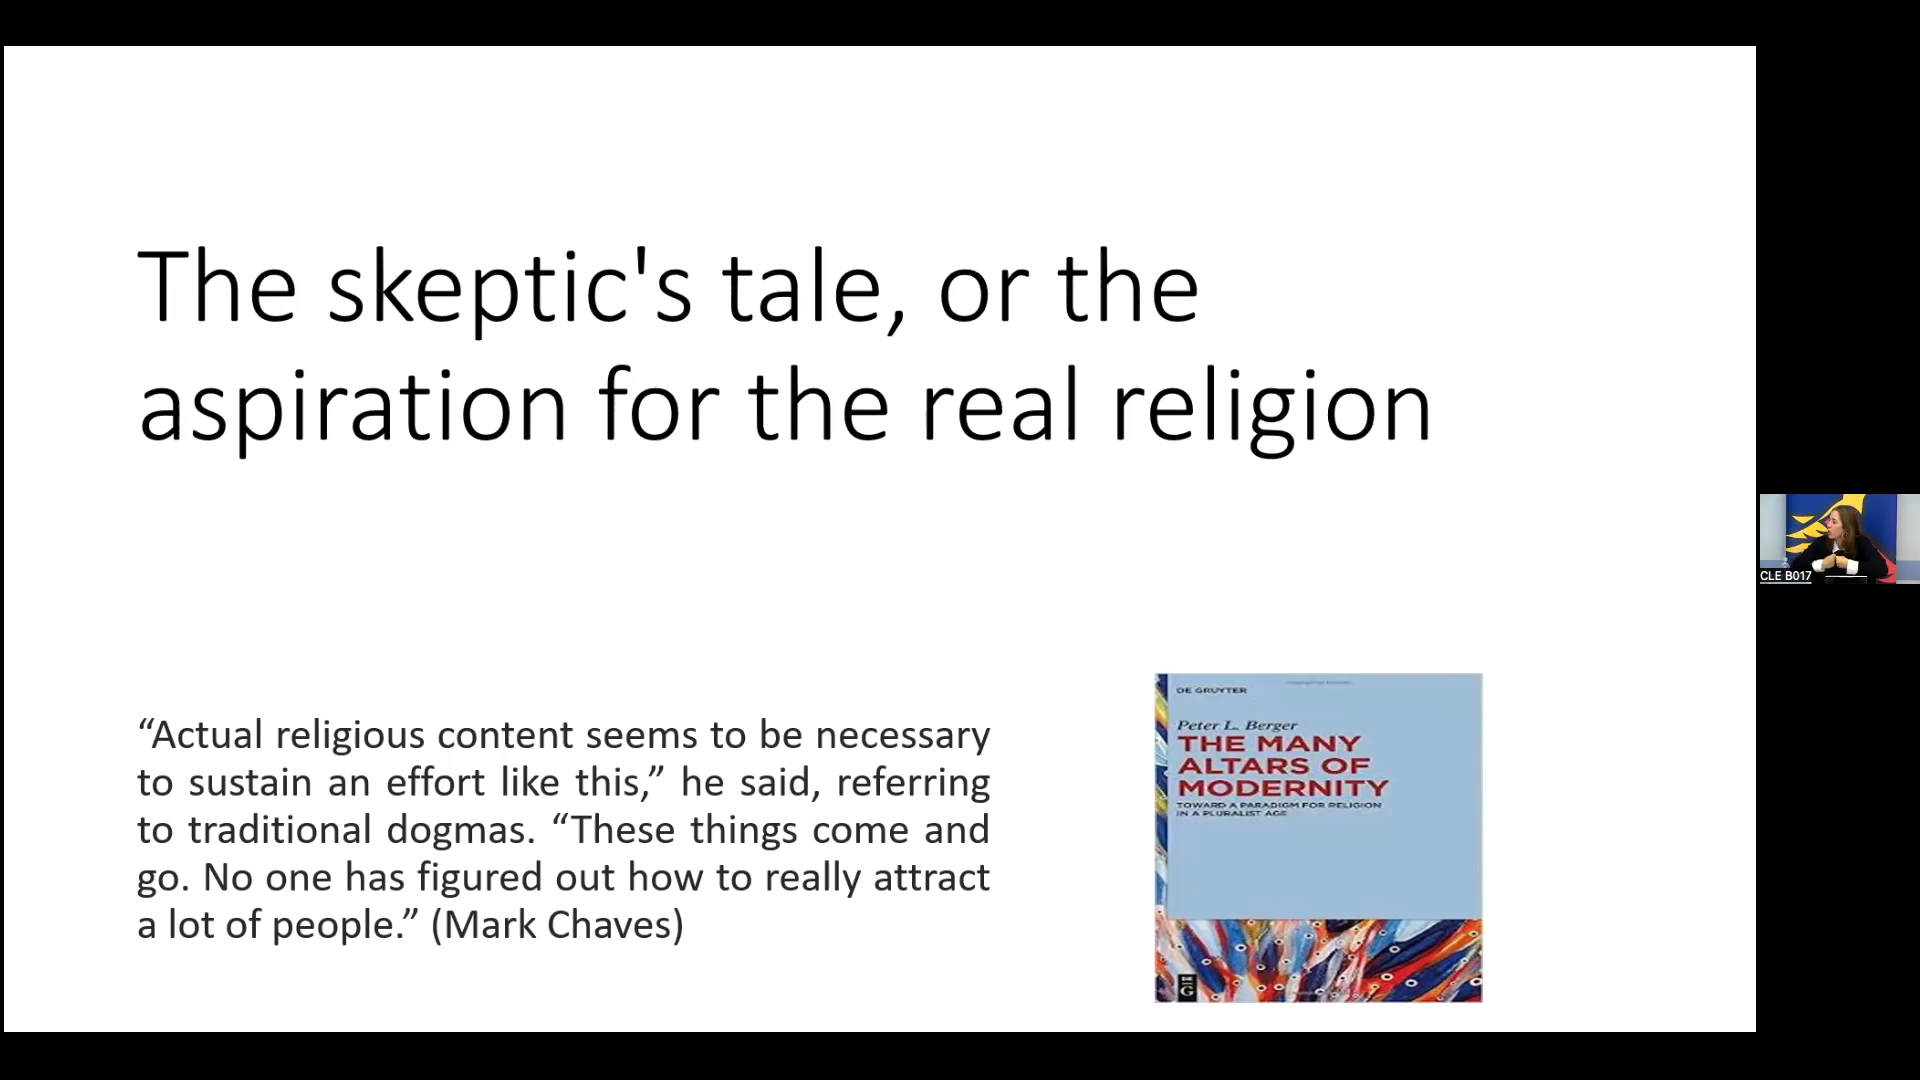 The skeptic's tale, or the
aspiration for the real religion
“Actual religious content seems to be necessary
to sustain an effort like this,” he said, referring
to traditional dogmas. “These things come and
go. No one has figured out how to really attract
a lot of people.” (Mark Chaves)
DE GRUYTER
Peter L. Berger
THE MANY
ALTARS OF
MODERNITY
TOWARD A PARADIGM FOR RELIGION
IN A PLURALIST AGE
DE
G
CLE B017